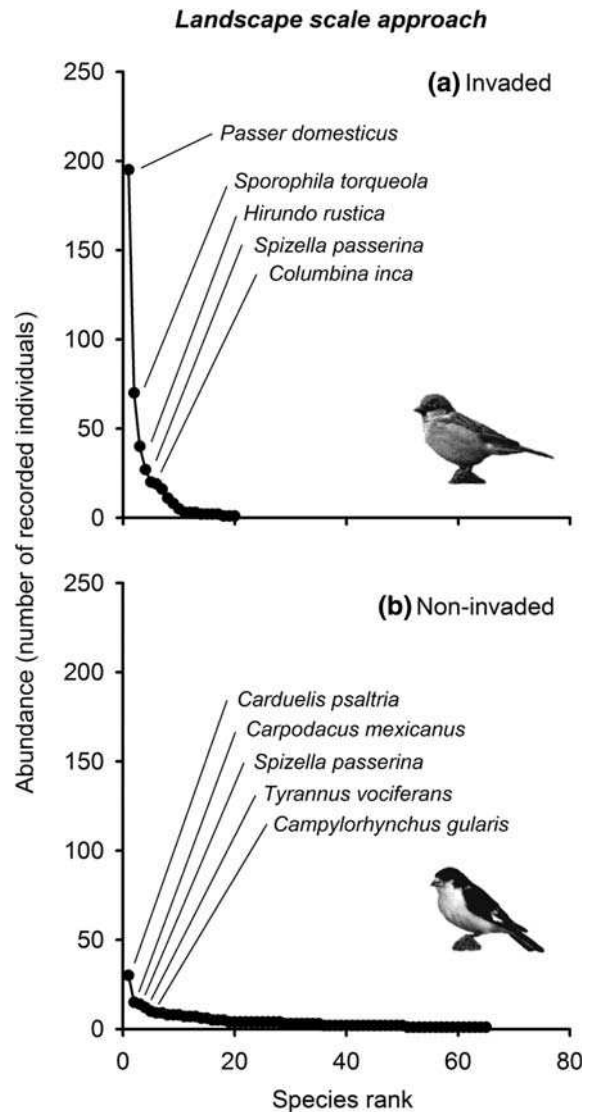 Landscape scale approach
Abundance (number of recorded individuals)
(a) Invaded
250
200
150
100
50
0
Passer domesticus
Sporophila torqueola
Hirundo rustica
Spizella passerina
Columbina inca
(b) Non-invaded
250
200
150
100
50
0
Carduelis psaltria
Carpodacus mexicanus
Spizella passerina
Tyrannus vociferans
Campylorhynchus gularis
0 20 40 60 80
Species rank